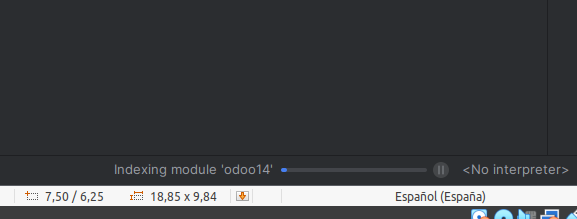 Indexing module 'odoo14' <No interpreter>
7,50 / 6,25 18,85 x 9,84 Español (España)